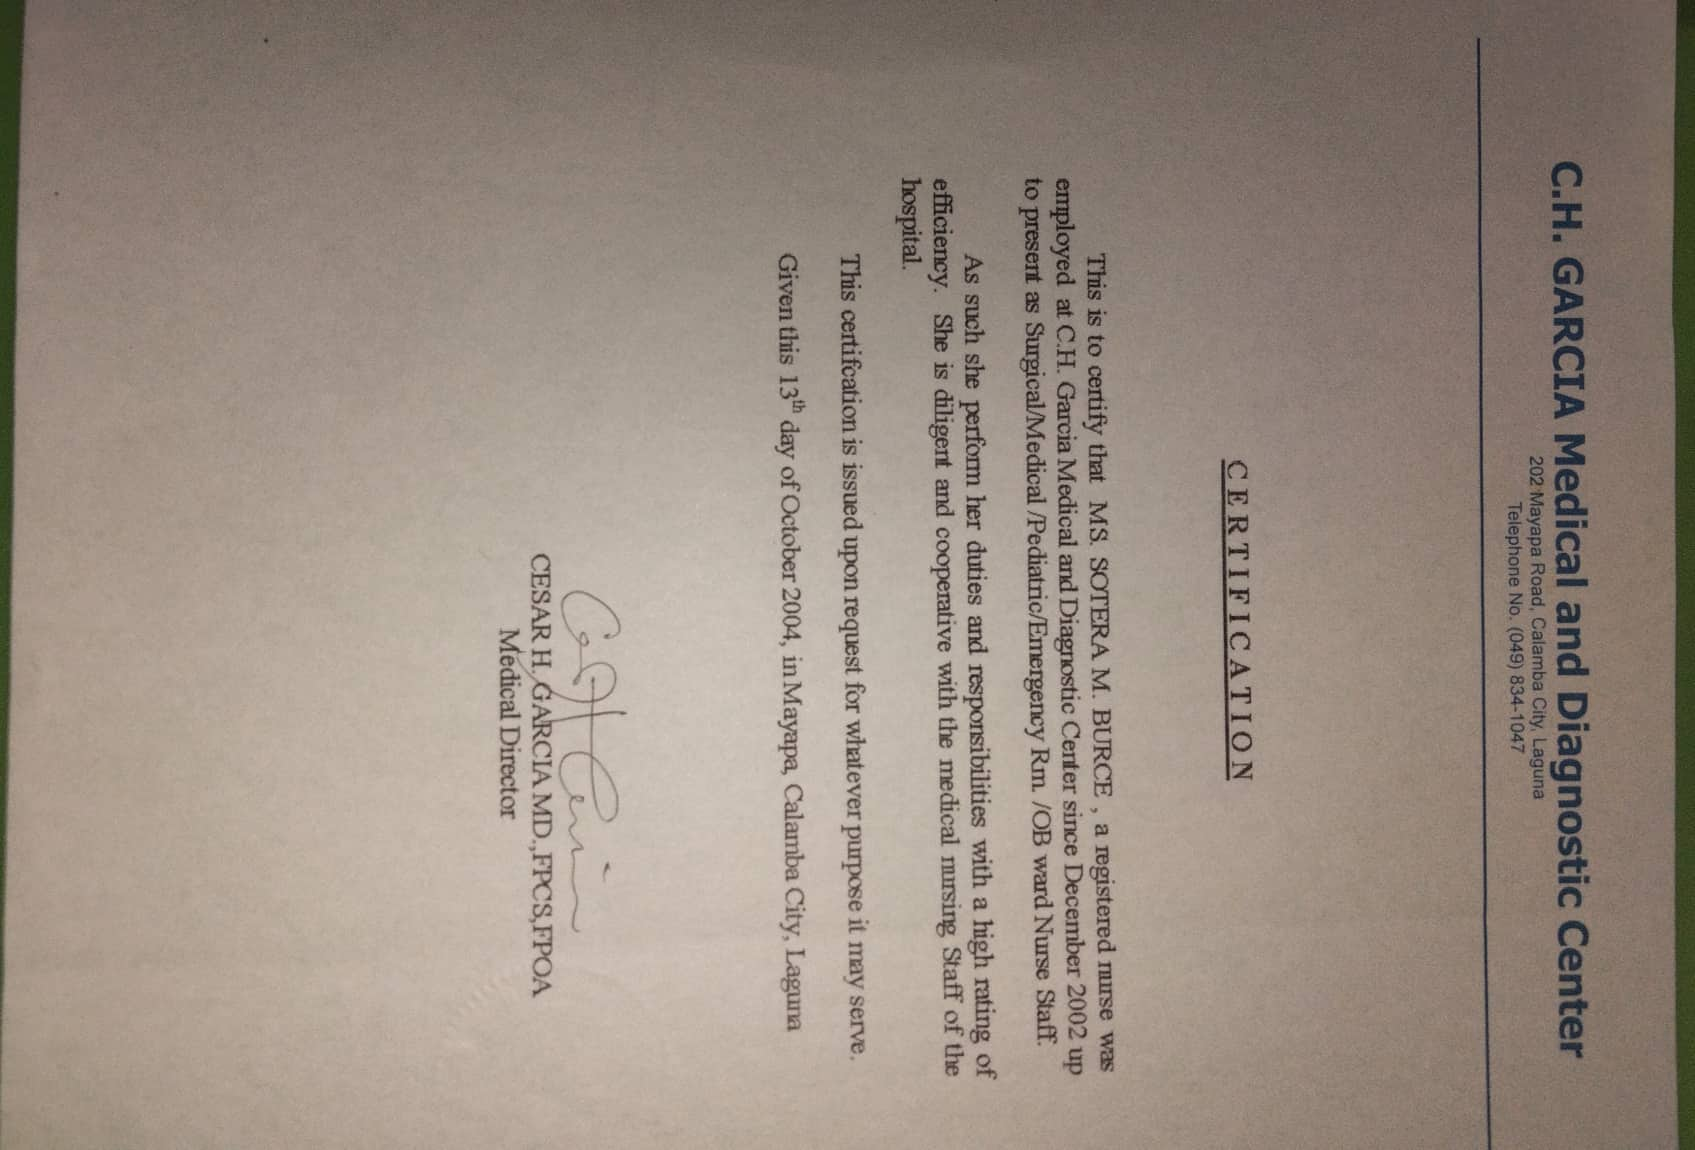 C.H. GARCIA Medical and Diagnostic Center
202 Mayapa Road, Calamba City, Laguna
Telephone No. (049) 834-1047
CERTIFICATION
This is to certify that MS. SOTERA M. BURCE , a registered nurse was
employed at C.H. Garcia Medical and Diagnostic Center since December 2002 up
to present as Surgical/Medical /Pediatric/Emergency Rm. /OB ward Nurse Staff.
As such she perform her duties and responsibilities with a high rating of
efficiency. She is diligent and cooperative with the medical nursing Staff of the
hospital.
This certifcation is issued upon request for whatever purpose it may serve.
Given this 13th day of October 2004, in Mayapa, Calamba City, Laguna
CESAR H. GARCIA MD.,FPCS,FPOA
Medical Director